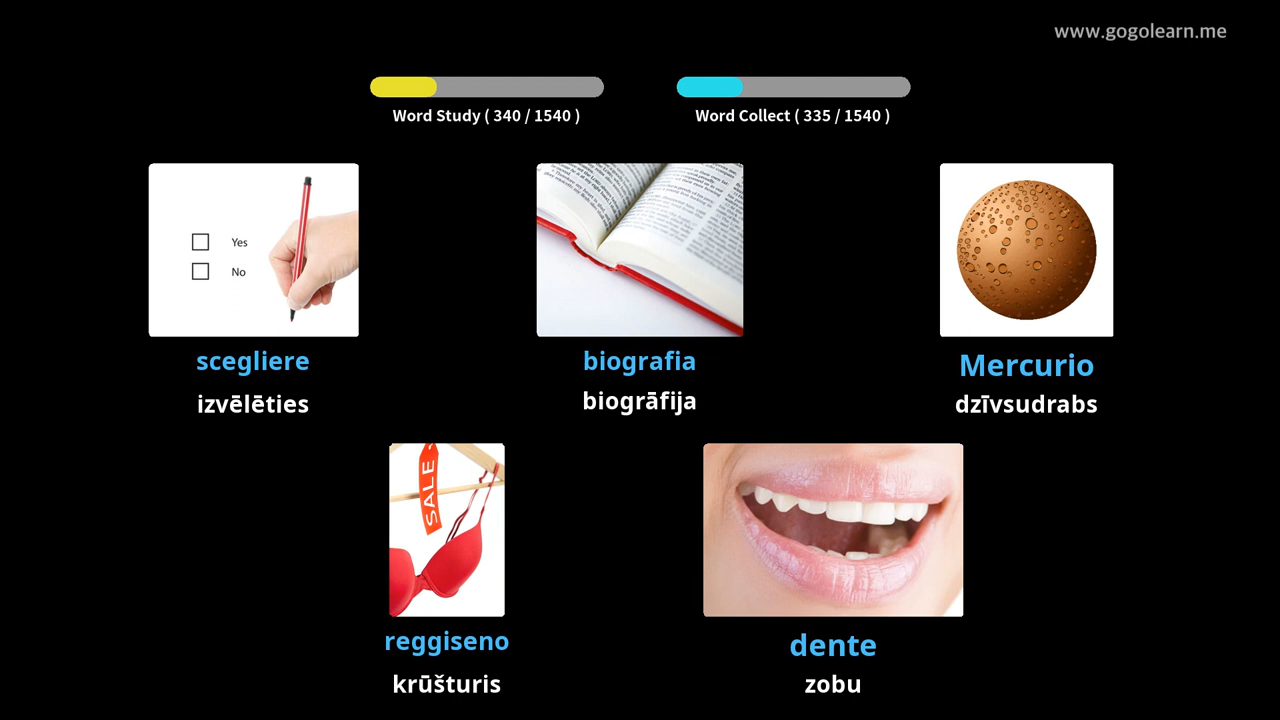 www.gogolearn.me
Word Study ( 340 / 1540 )
Word Collect ( 335 / 1540 )
Yes
No
scegliere
izvēlēties
biografia
biogrāfija
Mercurio
dzīvsudrabs
SALE
reggiseno
krūšturis
dente
zobu